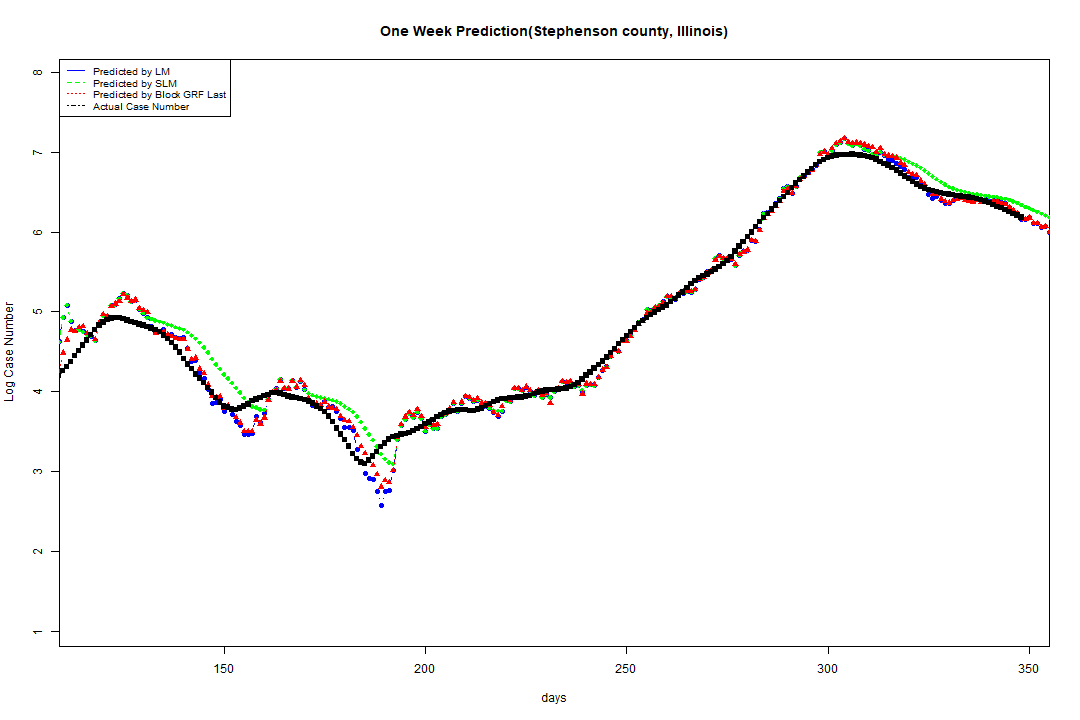 One Week Prediction(Stephenson county, Illinois)
Predicted by LM
Predicted by SLM
Predicted by Block GRF Last
Actual Case Number
8
7
6
5
4
3
2
1
Log Case Number
150 200 250 300 350
days